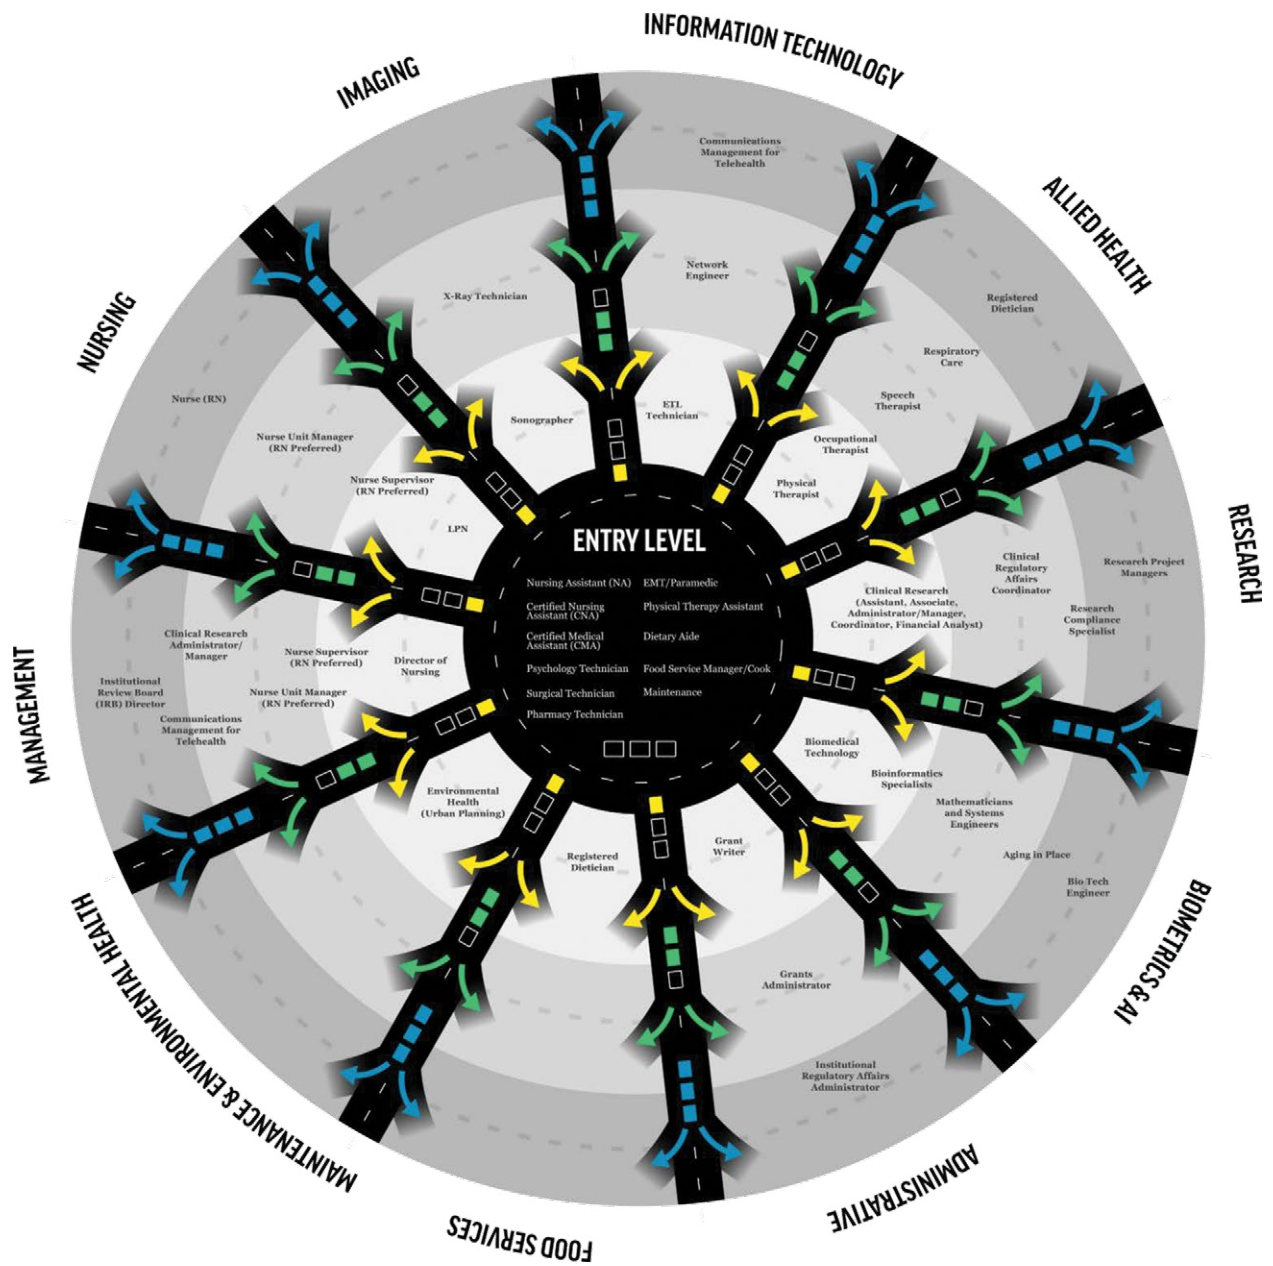 INFORMATION TECHNOLOGY
IMAGING
ALLIED HEALTH
NURSING
RESEARCH
MANAGEMENT
BIOMETRICS & AI
MAINTENANCE & ENVIRONMENTAL HEALTH
ADMINISTRATIVE
FOOD SERVICES
Communications
Management for
Telehealth
Network
Engineer
ETL
Technician
X-Ray Technician
Sonographer
Registered
Dietician
Respiratory
Care
Speech
Therapist
Occupational
Therapist
Physical
Therapist
Nurse (RN)
Nurse Unit Manager
(RN Preferred)
Nurse Supervisor
(RN Preferred)
LPN
ENTRY LEVEL
Nursing Assistant (NA)
Certified Nursing
Assistant (CNA)
Certified Medical
Assistant (CMA)
Psychology Technician
Surgical Technician
Pharmacy Technician
EMT/Paramedic
Physical Therapy Assistant
Dietary Aide
Food Service Manager/Cook
Maintenance
Research Project
Managers
Research
Compliance
Specialist
Clinical
Regulatory
Affairs
Coordinator
Clinical Research
(Assistant, Associate,
Administrator/Manager,
Coordinator, Financial Analyst)
Clinical Research
Administrator/
Manager
Institutional
Review Board
(IRB) Director
Communications
Management for
Telehealth
Nurse Supervisor
(RN Preferred)
Nurse Unit Manager
(RN Preferred)
Director of
Nursing
Biomedical
Technology
Bioinformatics
Specialists
Mathematicians
and Systems
Engineers
Aging in Place
Bio Tech
Engineer
Environmental
Health
(Urban Planning)
Registered
Dietician
Grant
Writer
Grants
Administrator
Institutional
Regulatory Affairs
Administrator